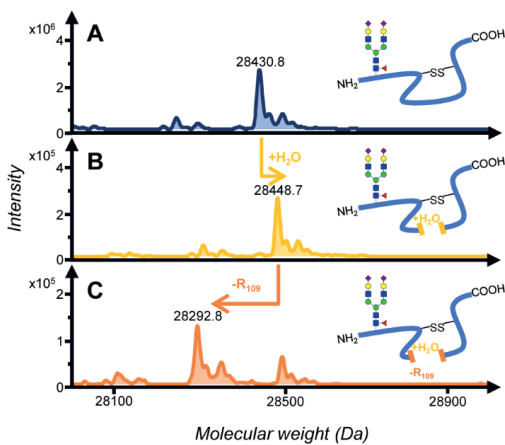 x10⁶
A
4
2
0
28430.8
NH₂
SS
COOH
x10⁵
B
4
2
0
+H₂O
28448.7
NH₂
SS
COOH
+H₂O
x10⁵
C
2
1
0
-R₁₀₉
28292.8
NH₂
SS
COOH
+H₂O
-R₁₀₉
Intensity
28100
28500
28900
Molecular weight (Da)